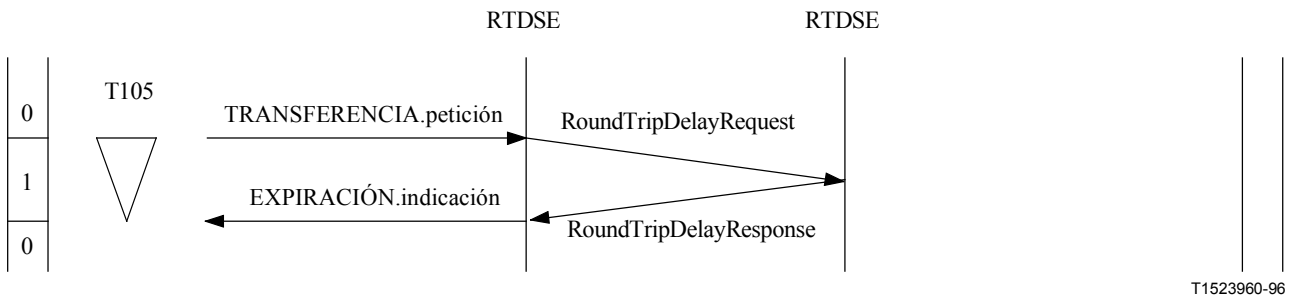 RTDSE RTDSE
T105
0
TRANSFERENCIA.petición
RoundTripDelayRequest
1
EXPIRACIÓN.indicación
RoundTripDelayResponse
0
T1523960-96